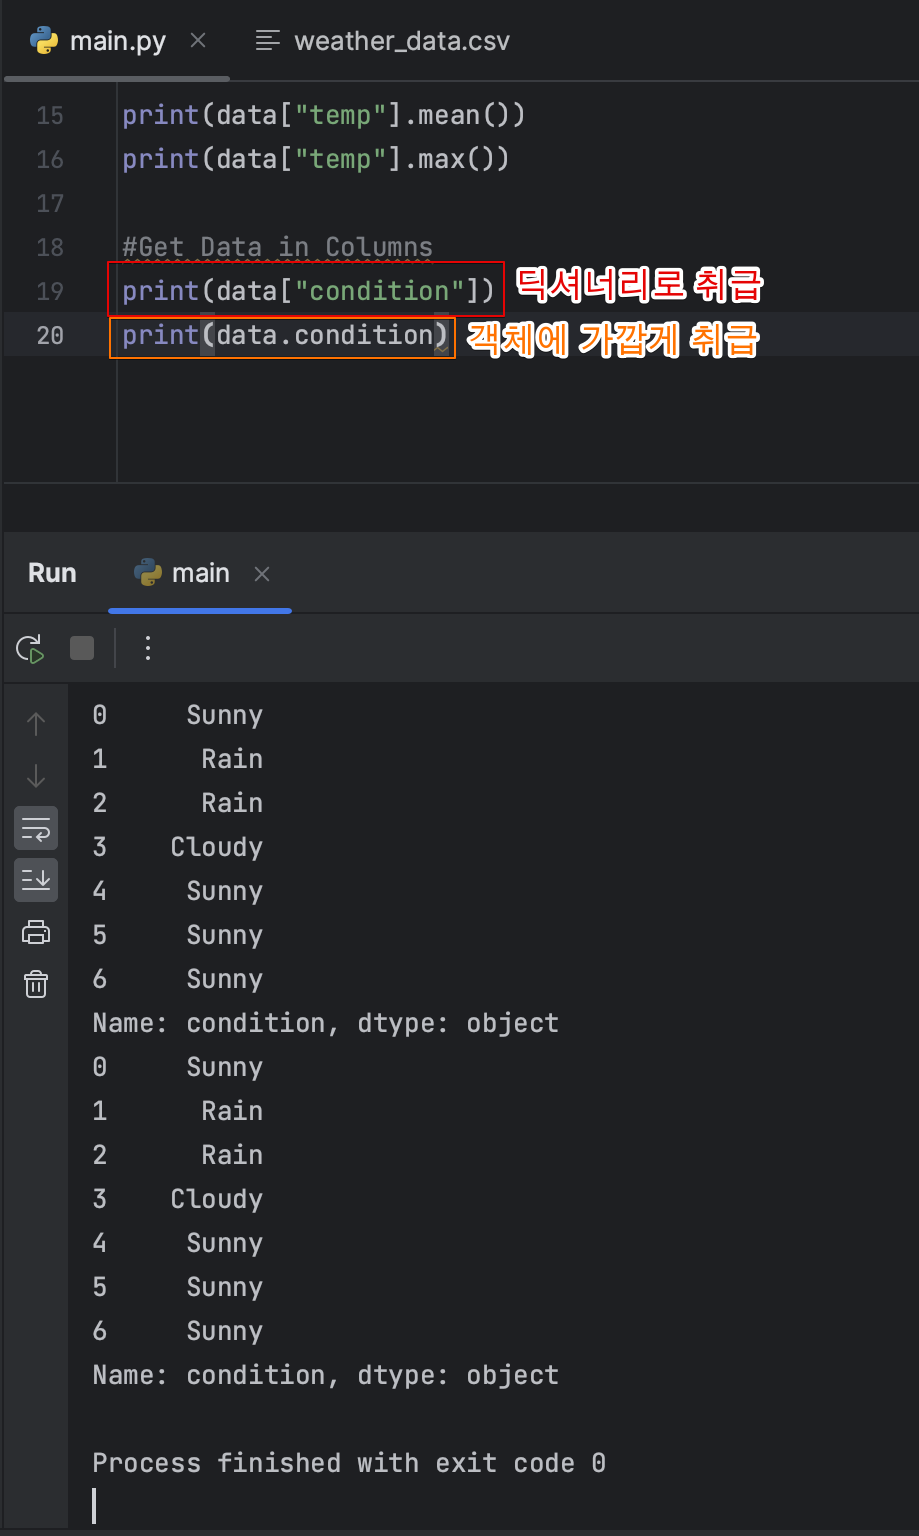 main.py
weather_data.csv
15 print(data["temp"].mean())
16 print(data["temp"].max())
17
18 #Get Data in Columns
19 print(data["condition"]) 딕셔너리로 취급
20 print(data.condition) 객체에 가깝게 취급
Run main
0 Sunny
1 Rain
2 Rain
3 Cloudy
4 Sunny
5 Sunny
6 Sunny
Name: condition, dtype: object
0 Sunny
1 Rain
2 Rain
3 Cloudy
4 Sunny
5 Sunny
6 Sunny
Name: condition, dtype: object
Process finished with exit code 0